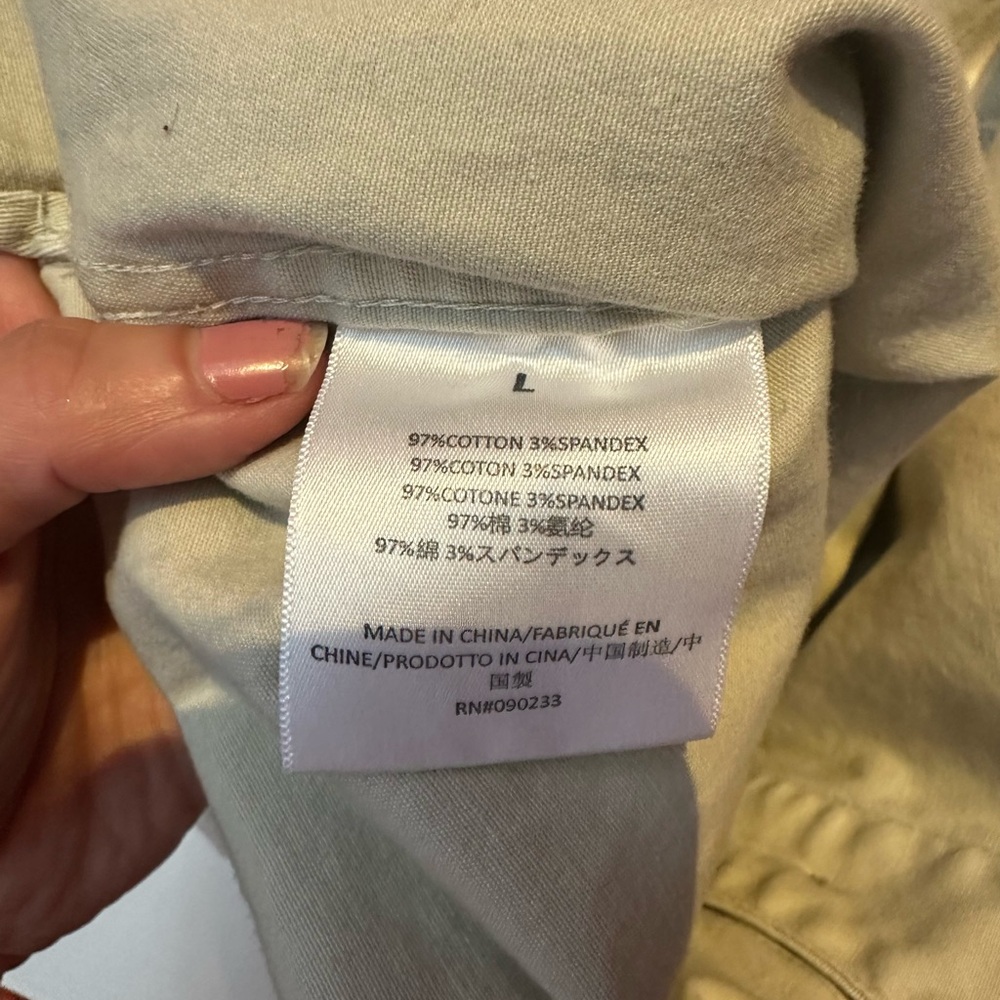 L
97%COTTON 3%SPANDEX
97%COTON 3%SPANDEX
97%COTONE 3%SPANDEX
97%棉 3%氨纶
97%綿 3%スパンデックス
MADE IN CHINA/FABRIQUÉ EN
CHINE/PRODOTTO IN CINA/中国制造/中
国製
RN#090233